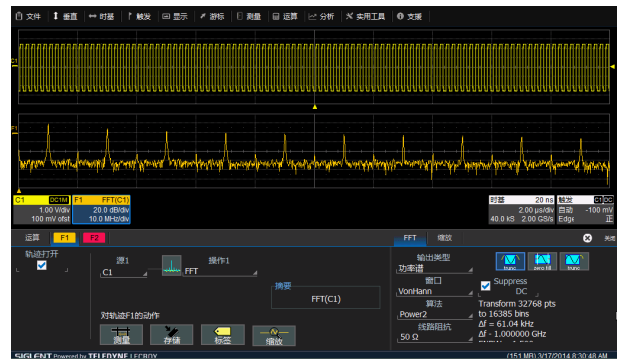 文件 垂直 时基 触发 显示 游标 测量 运算 分析 实用工具 支援
C1
F1
C1 DC1M F1 FFT(C1) 时基 20 ns 触发 C1 DC
1.00 V/div 20.0 dB/div 2.00 µs/div 自动 -100 mV
100 mV ofst 10.0 MHz/div 40.0 kS 2.00 GS/s Edge 正
运算 F1 F2 FFT 缩放 关闭
轨迹打开
源1 操作1
C1 FFT
摘要
FFT(C1)
对轨迹F1的动作
测量 存储 标签 缩放
输出类型
功率谱
trunc zero fill trunc
窗口
VonHann
Suppress
DC
算法
Power2
Transform 32768 pts
to 16385 bins
Δf = 61.04 kHz
Δf - 1.000000 GHz
线路阻抗
50 Ω
SIGLENT Powered by TELEDYNE LECROY (151 MB) 3/17/2014 8:30:48 AM